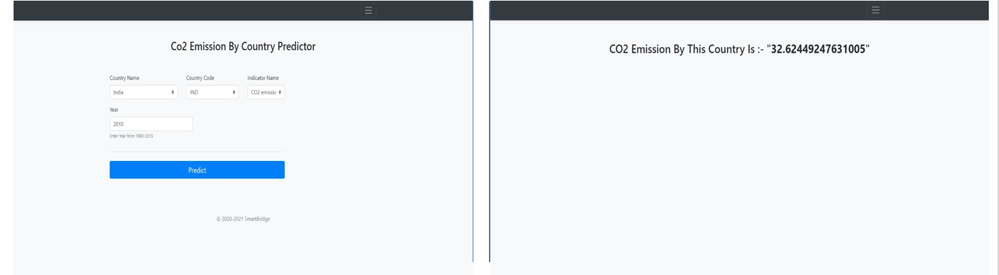 Co2 Emission By Country Predictor
Country Name
Country Code
Indicator Name
India
IND
CO2 emissio
Year
2010
Enter Year from 1960-2015
Predict
© 2020-2021 SmartBridge
CO2 Emission By This Country Is :- "32.62449247631005"